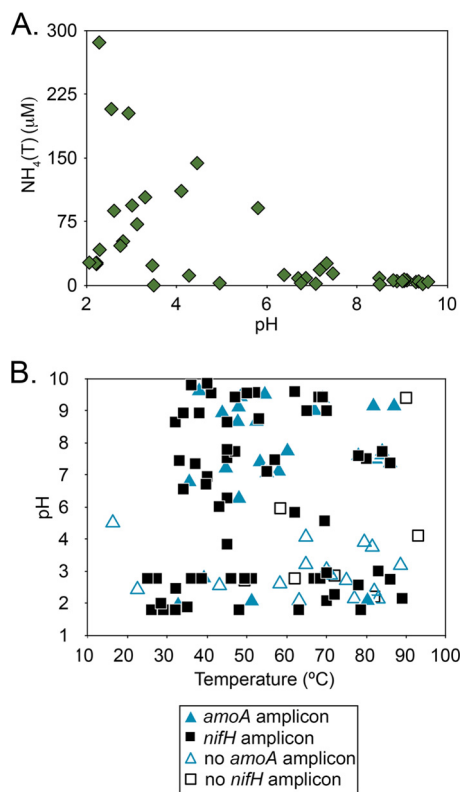 A.
NH₄(T) (µM)
300
225
150
75
0
2 4 6 8 10
pH
B.
pH
10
9
8
7
6
5
4
3
2
1
10 20 30 40 50 60 70 80 90 100
Temperature (ºC)
amoA amplicon
nifH amplicon
no amoA amplicon
no nifH amplicon